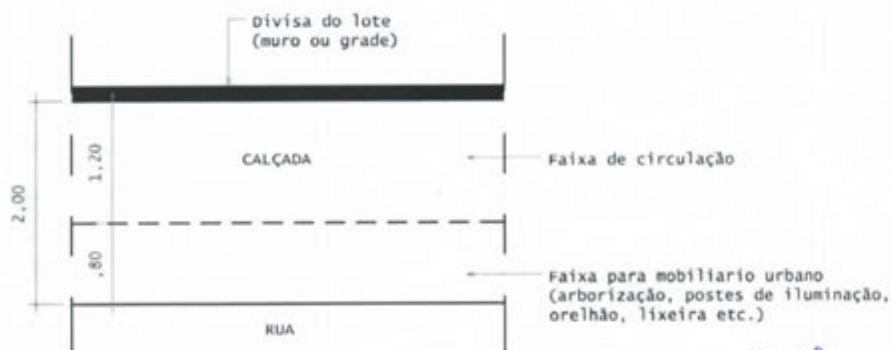 Divisa do lote
(muro ou grade)
2,00
1,20
CALÇADA
Faixa de circulação
,80
Faixa para mobiliario urbano
(arborização, postes de iluminação,
orelhão, lixeira etc.)
RUA